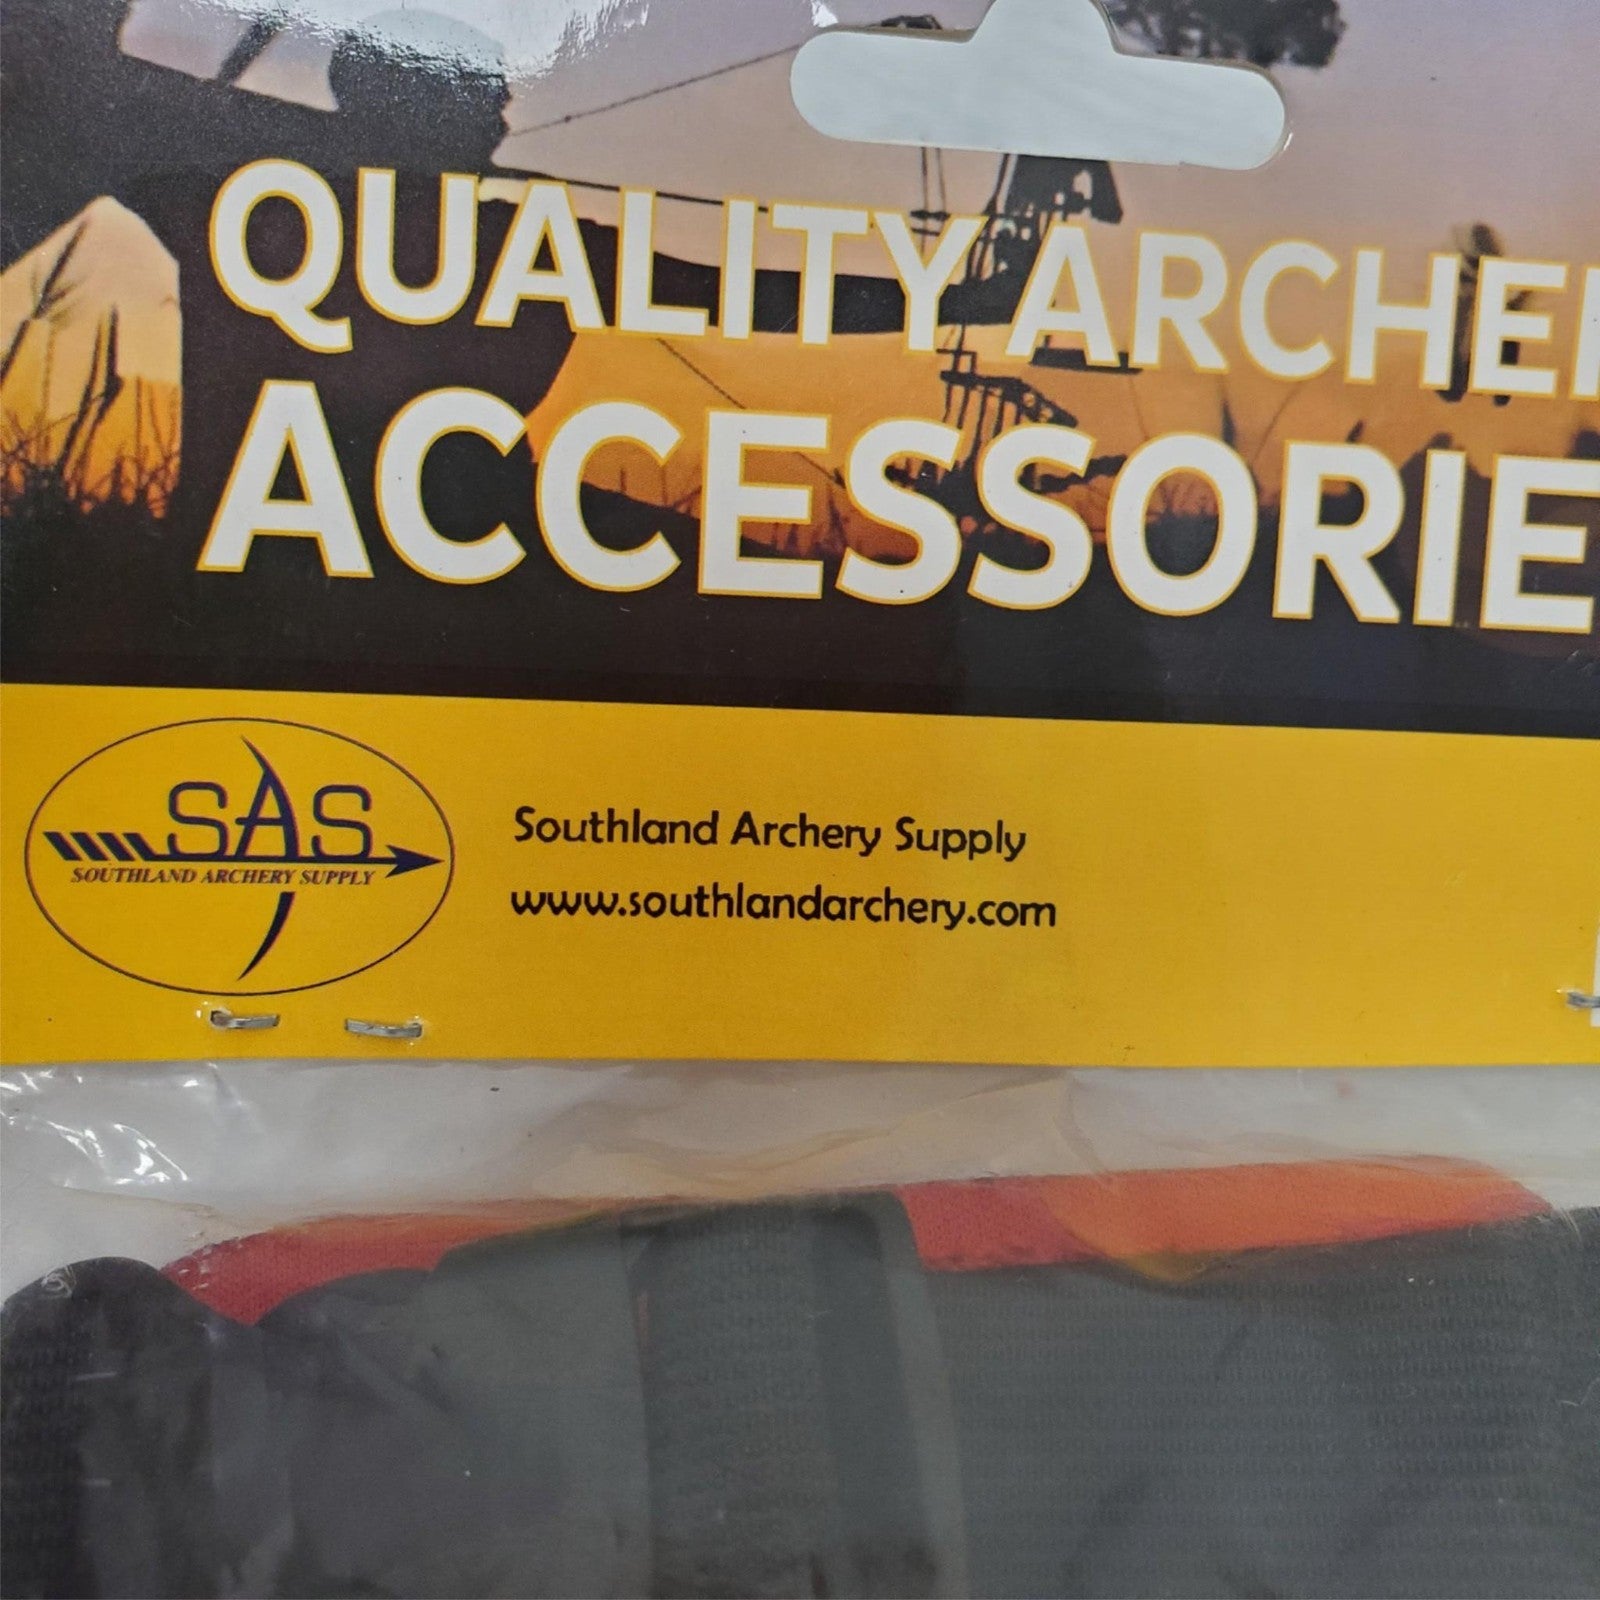 QUALITY ARCHE
ACCESSORIE
SAS
SOUTHLAND ARCHERY SUPPLY
Southland Archery Supply
www.southlandarchery.com